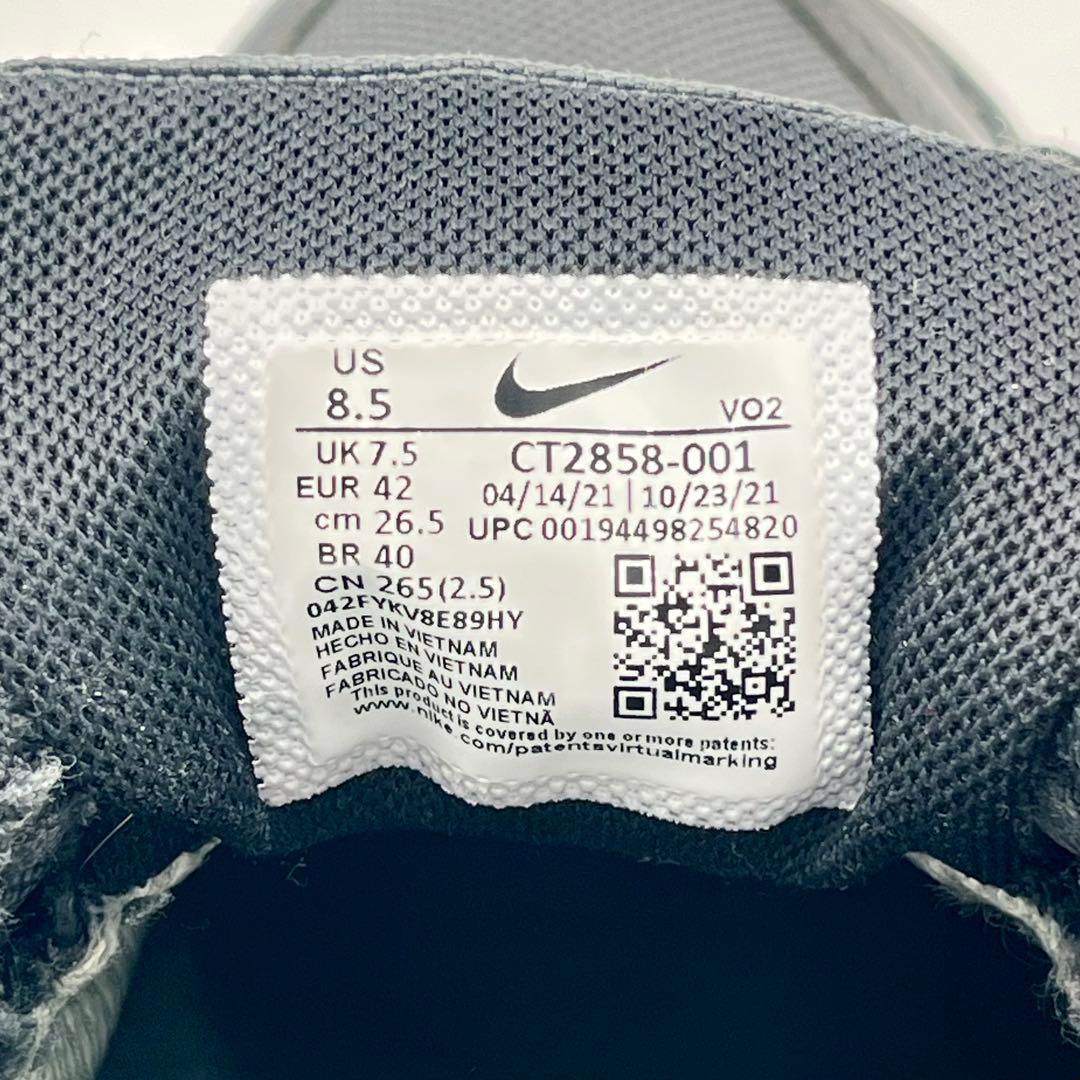 US
8.5
VO2
UK 7.5
EUR 42
cm 26.5
BR 40
CN 265(2.5)
042FYKV8E89HY
MADE IN VIETNAM
HECHO EN VIETNAM
FABRIQUE AU VIETNAM
FABRICADO NO VIETNÃ
This product is covered by one or more patents:
www.nike.com/patentsvirtualmarking
CT2858-001
04/14/21 | 10/23/21
UPC 00194498254820